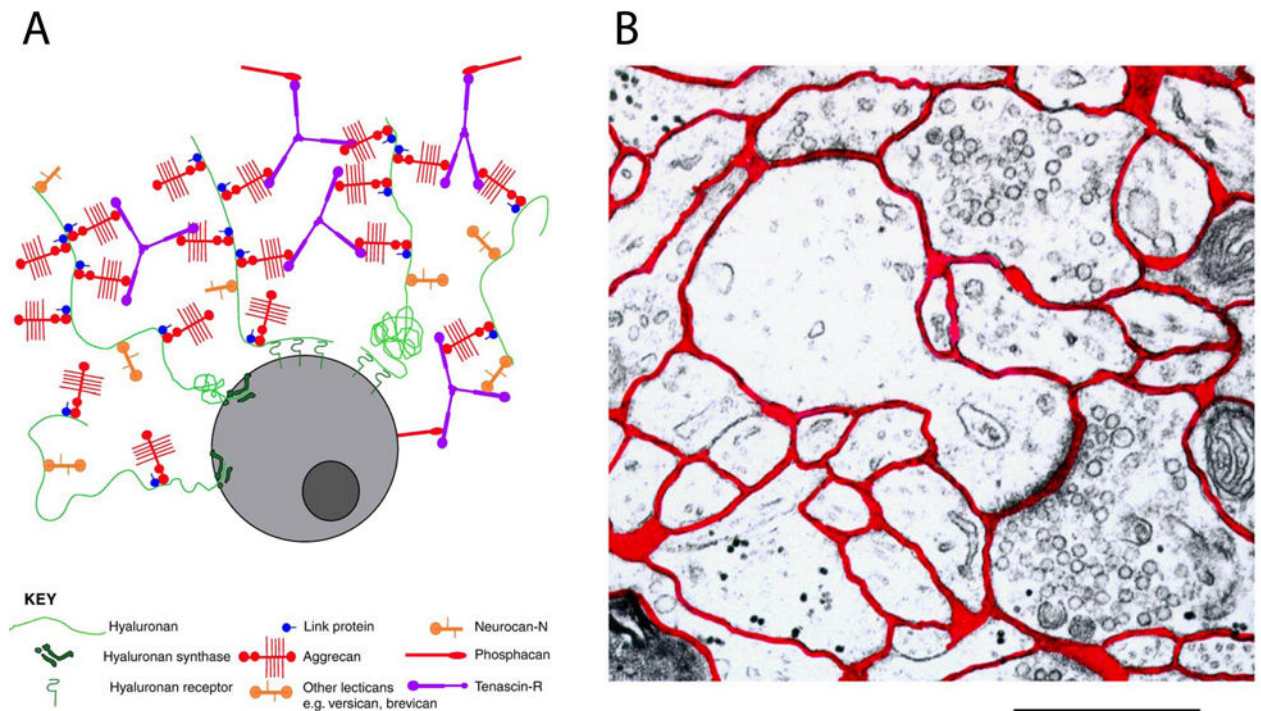 A
B
KEY
Hyaluronan
Link protein
Neurocan-N
Hyaluronan synthase
Aggrecan
Phosphacan
Hyaluronan receptor
Other lecticans
e.g. versican, brevican
Tenascin-R